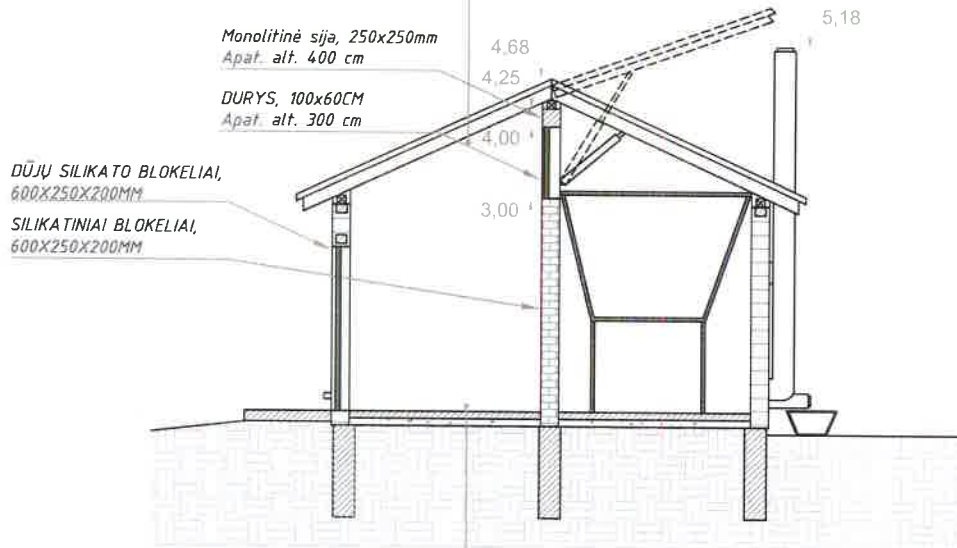 5,18
Monolitinė sija, 250x250mm
Apat. alt. 400 cm
4,68
4,25
DURYS, 100x60CM
Apat. alt. 300 cm
4,00
DŪJŲ SILIKATO BLOKELIAI,
600X250X200MM
3,00
SILIKATINIAI BLOKELIAI,
600X250X200MM